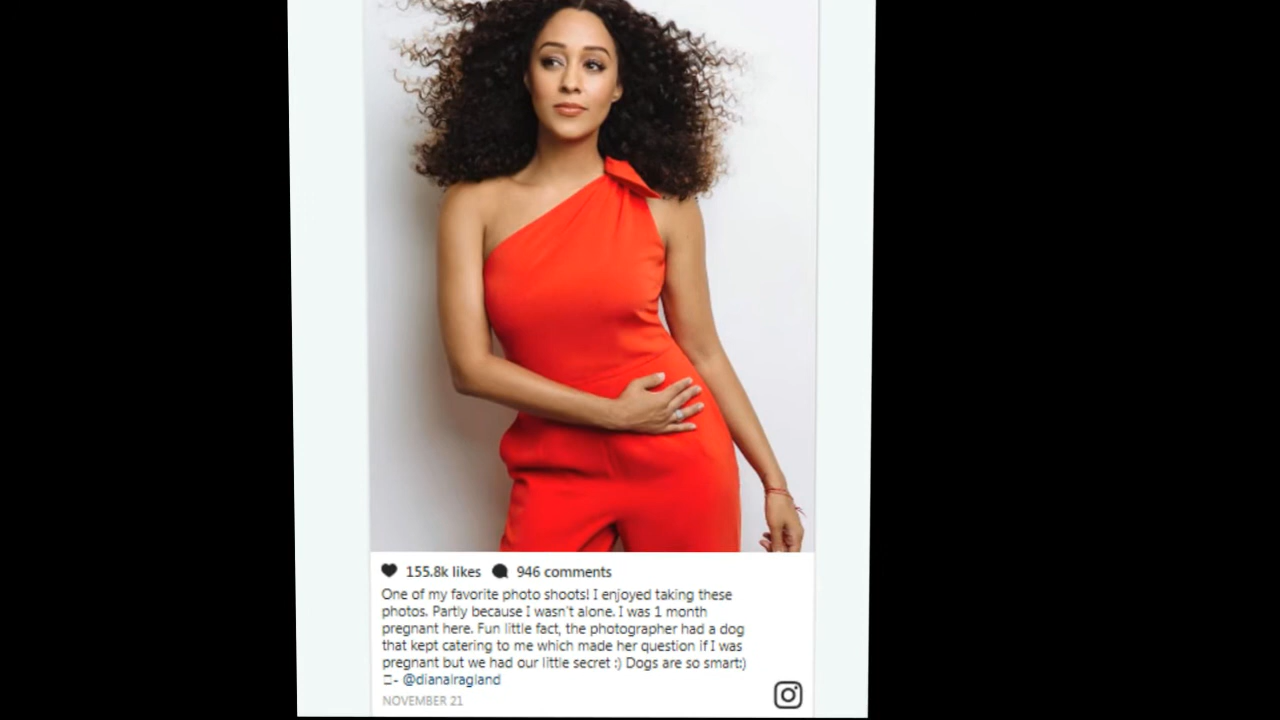 155.8k likes 946 comments
One of my favorite photo shoots! I enjoyed taking these
photos. Partly because I wasn't alone. I was 1 month
pregnant here. Fun little fact, the photographer had a dog
that kept catering to me which made her question if I was
pregnant but we had our little secret :) Dogs are so smart:)
- @dianalragland
NOVEMBER 21